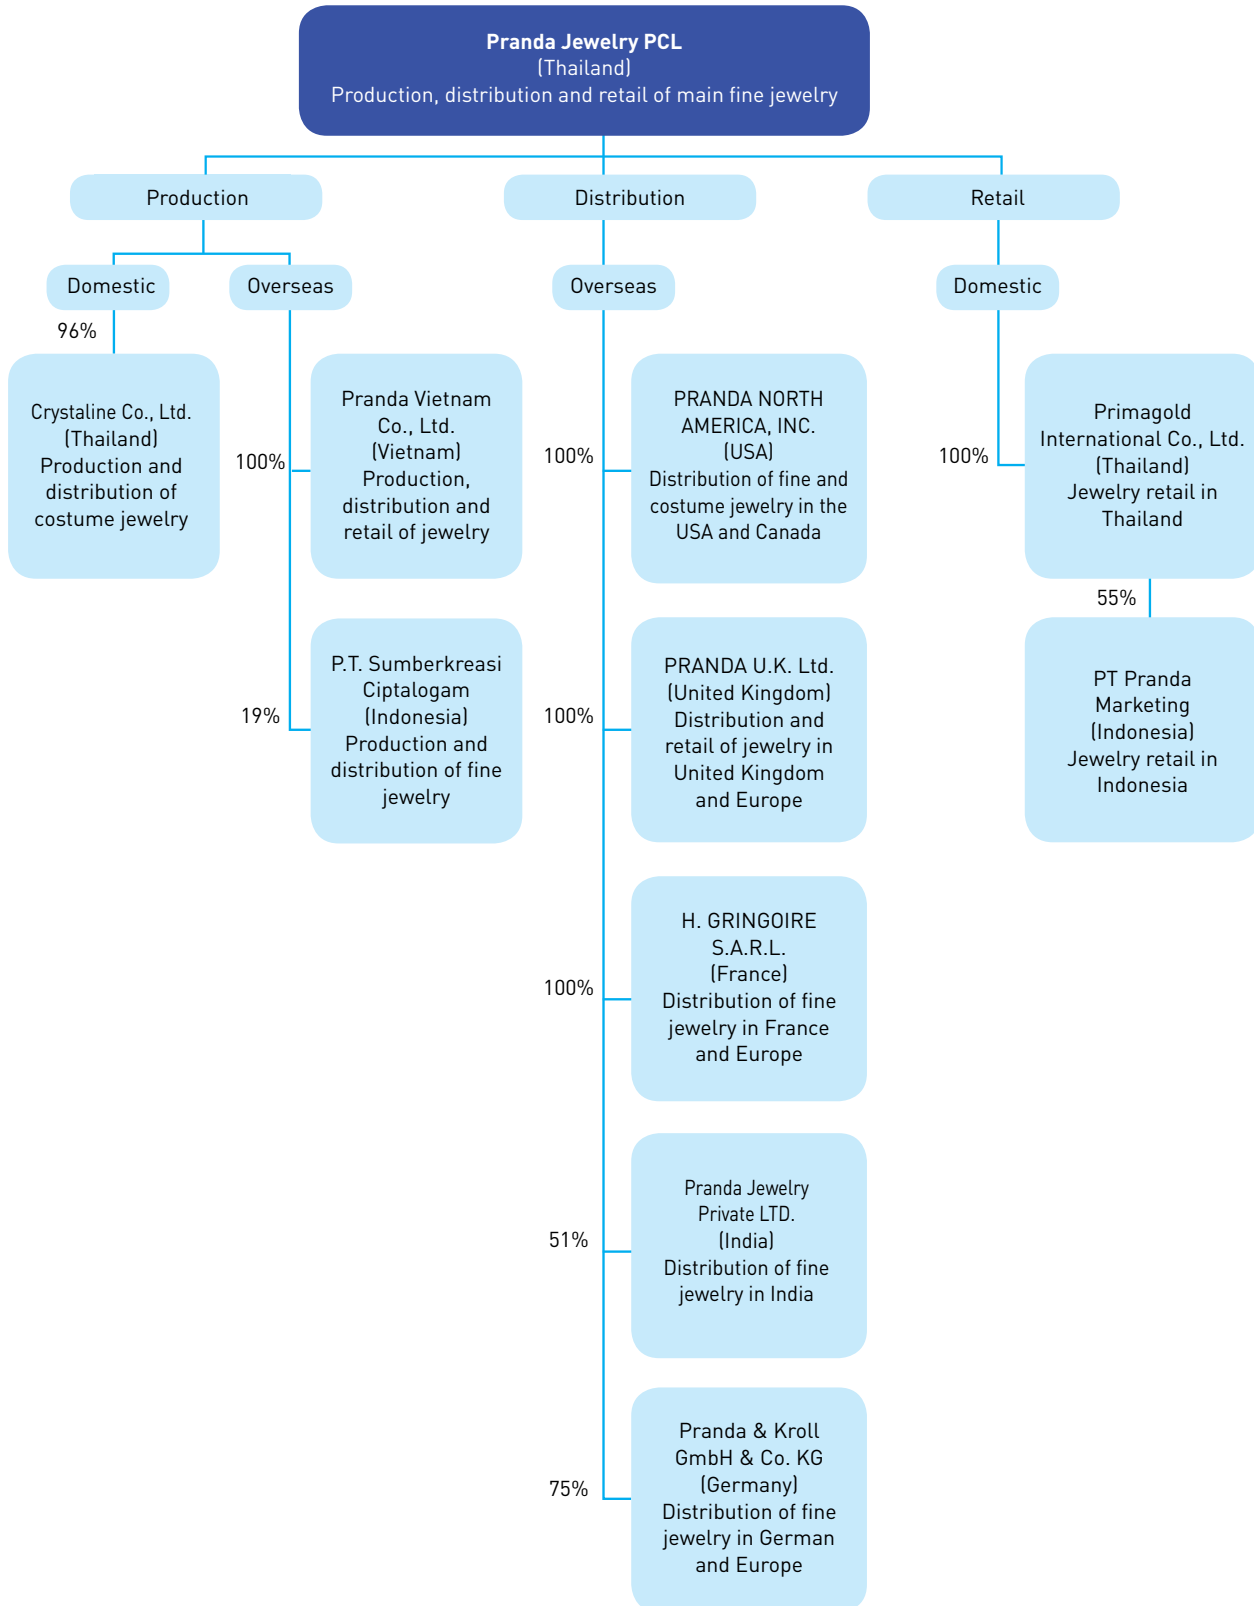 Pranda Jewelry PCL
(Thailand)
Production, distribution and retail of main fine jewelry
Production
Distribution
Retail
Domestic
Overseas
Overseas
Domestic
96%
Crystaline Co., Ltd.
(Thailand)
Production and
distribution of
costume jewelry
100%
Pranda Vietnam
Co., Ltd.
(Vietnam)
Production,
distribution and
retail of jewelry
19%
P.T. Sumberkreasi
Ciptalogam
(Indonesia)
Production and
distribution of fine
jewelry
100%
PRANDA NORTH
AMERICA, INC.
(USA)
Distribution of fine and
costume jewelry in the
USA and Canada
100%
PRANDA U.K. Ltd.
(United Kingdom)
Distribution and
retail of jewelry in
United Kingdom
and Europe
100%
H. GRINGOIRE
S.A.R.L.
(France)
Distribution of fine
jewelry in France
and Europe
51%
Pranda Jewelry
Private LTD.
(India)
Distribution of fine
jewelry in India
75%
Pranda & Kroll
GmbH & Co. KG
(Germany)
Distribution of fine
jewelry in German
and Europe
100%
Primagold
International Co., Ltd.
(Thailand)
Jewelry retail in
Thailand
55%
PT Pranda
Marketing
(Indonesia)
Jewelry retail in
Indonesia